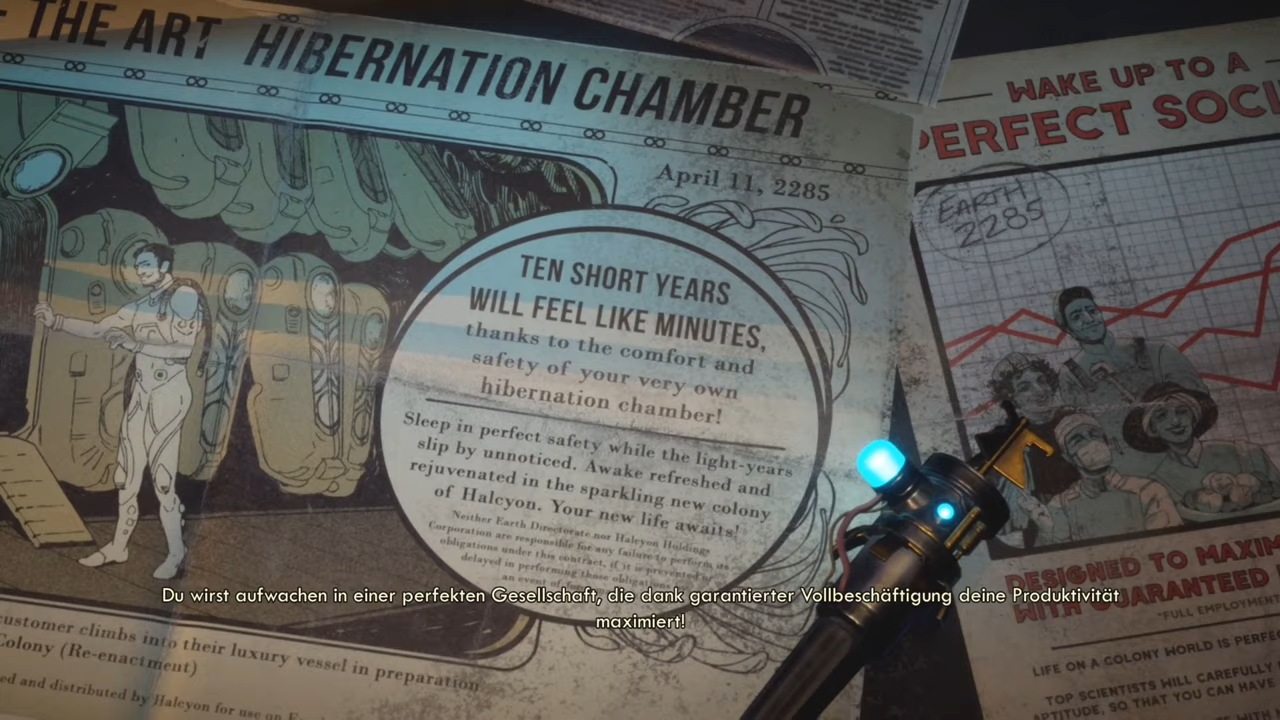 THE ART HIBERNATION CHAMBER
April 11, 2285
TEN SHORT YEARS
WILL FEEL LIKE MINUTES,
thanks to the comfort and
safety of your very own
hibernation chamber!
Sleep in perfect safety while the light-years
slip by unnoticed. Awake refreshed and
rejuvenated in the sparkling new colony
of Halcyon. Your new life awaits!
Neither Earth Directorate nor Halcyon Holdings
Corporation are responsible for any failure to perform its
obligations under this contract, if it is prevented or
delayed in performing those obligations
an event of
customer climbs into their luxury vessel in preparation
Colony (Re-enactment)
and distributed by Halcyon for use on
WAKE UP TO A
PERFECT
EARTH
2285
DESIGNED TO
WITH GUARANTEED
*FULL EMPLOYMENT
LIFE ON A COLONY WORLD IS
TOP SCIENTISTS WILL CAREFULLY
APTITUDE, SO THAT YOU CAN HAVE
Du wirst aufwachen in einer perfekten Gesellschaft, die dank garantierter Vollbeschäftigung deine Produktivität
maximiert!